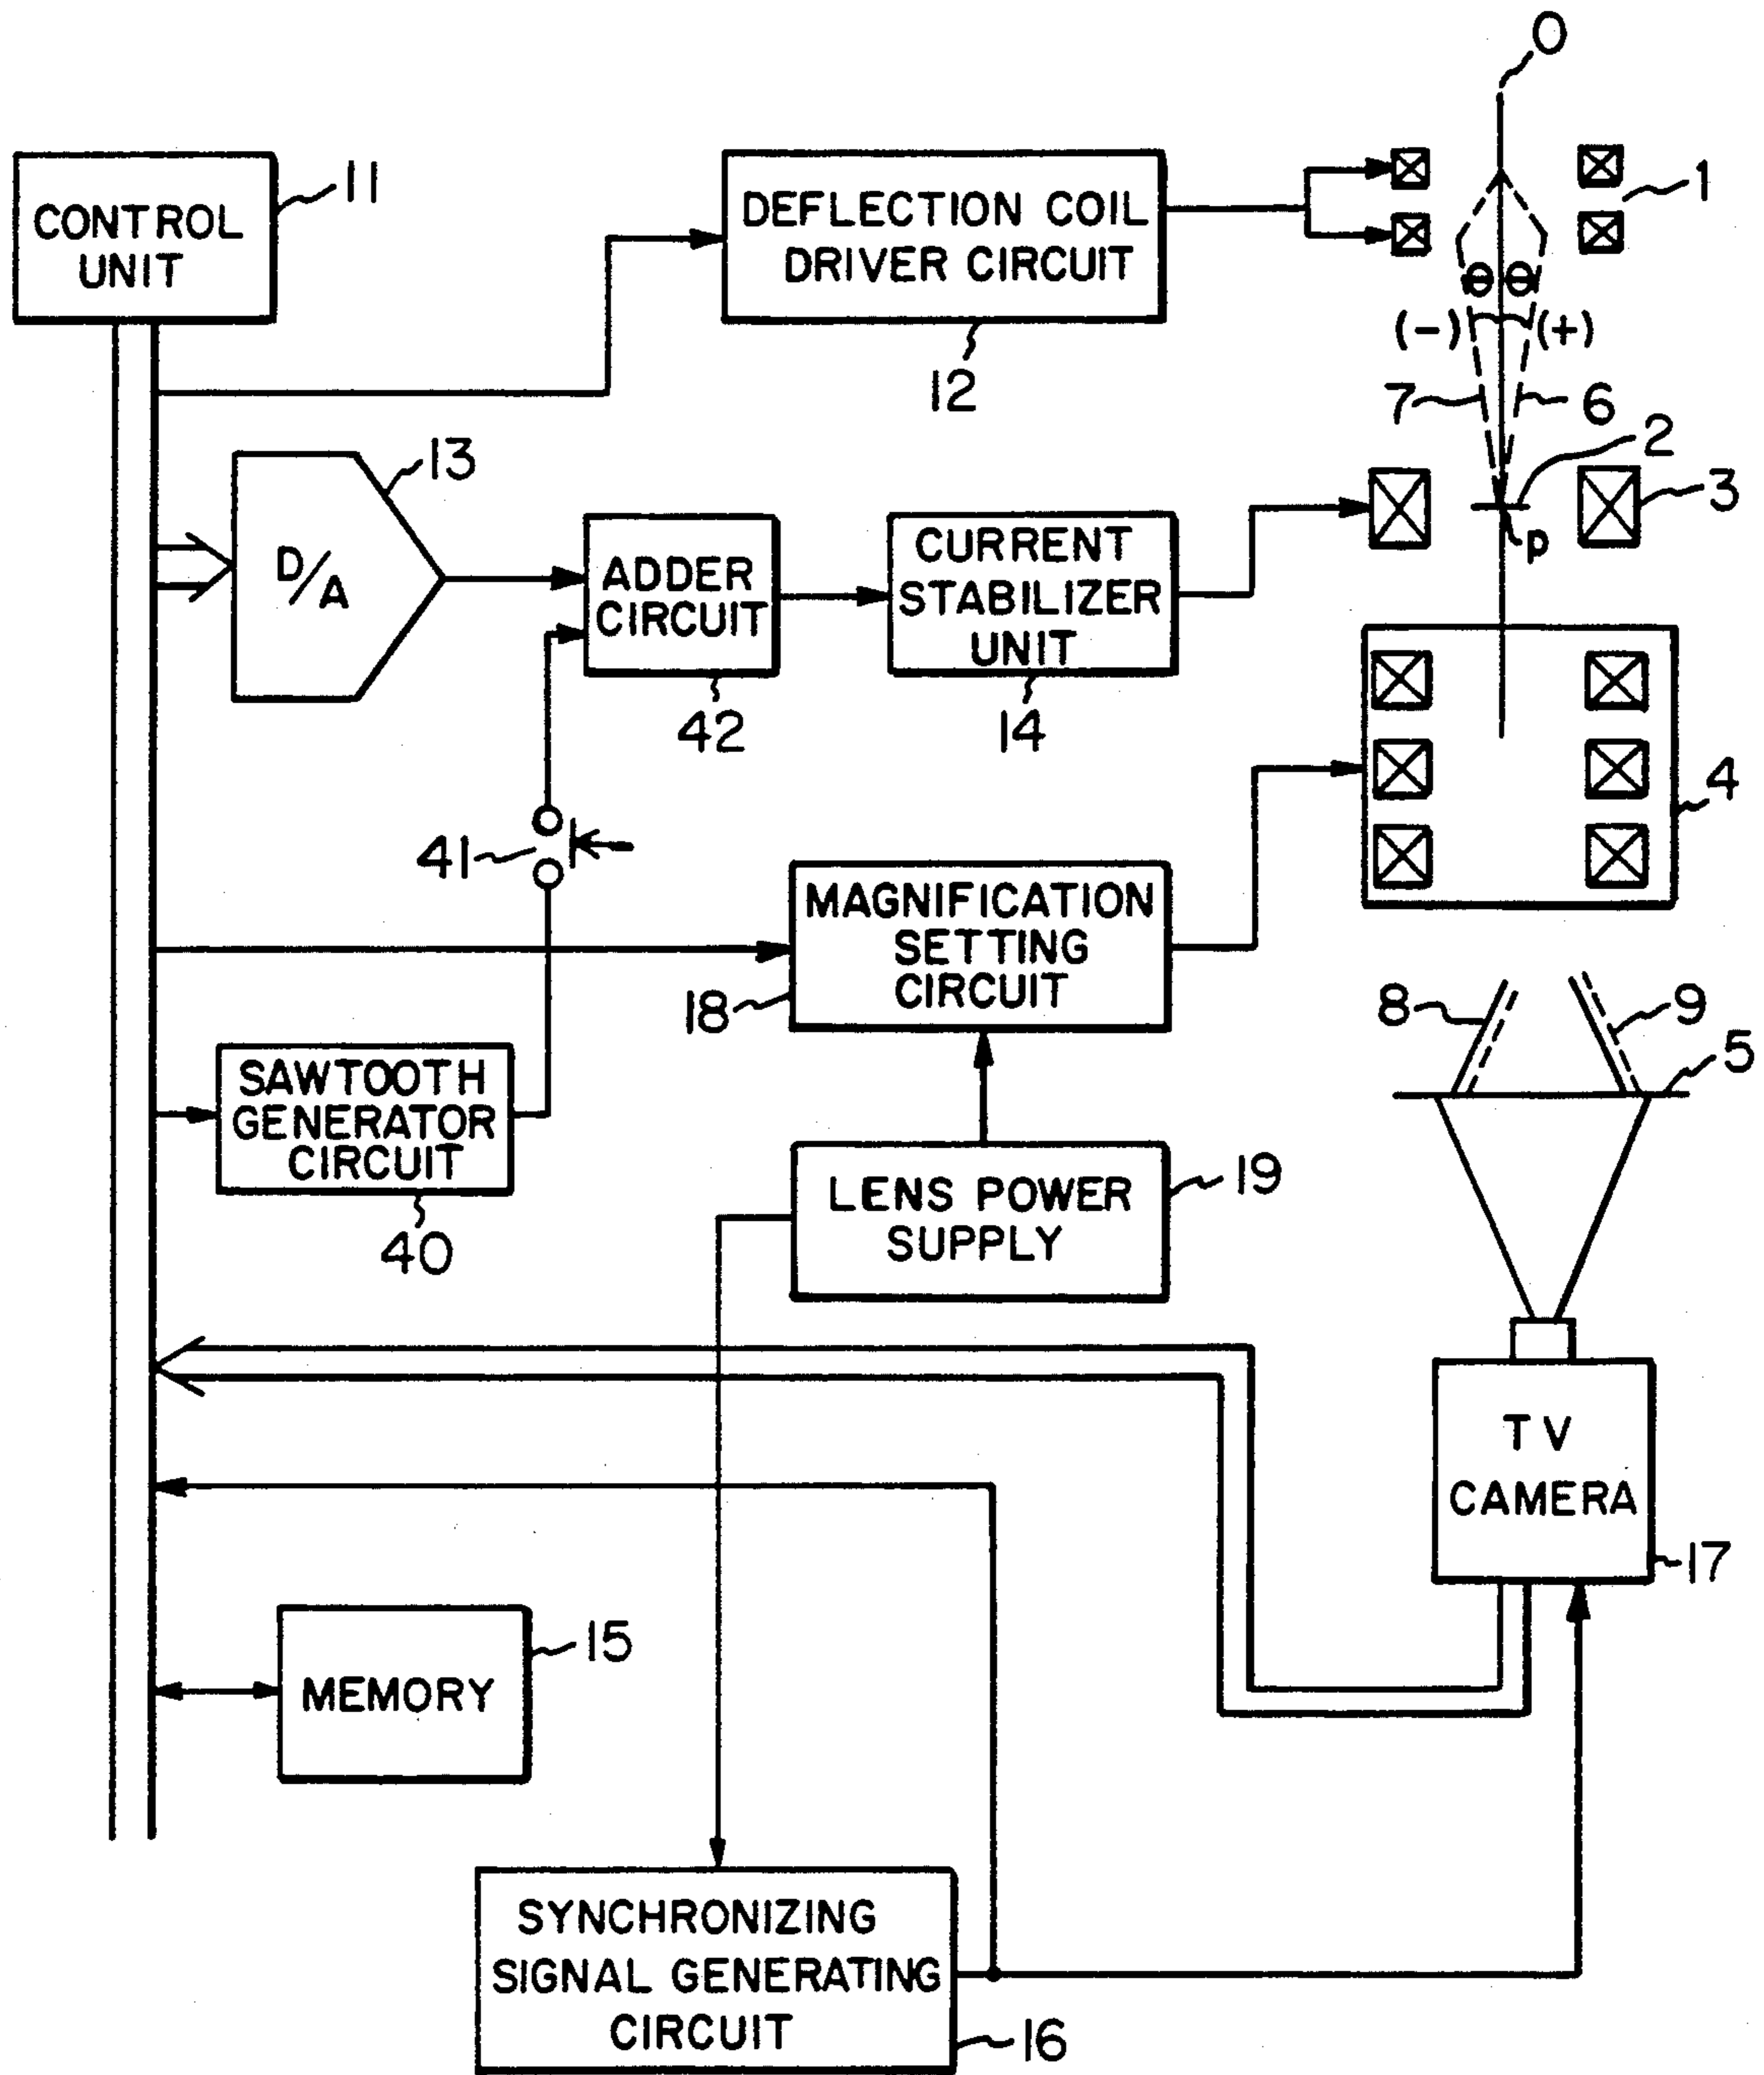 O
CONTROL
UNIT
11
DEFLECTION COIL
DRIVER CIRCUIT
12
1
θ θ
(-) (+)
7 6
2
3
p
13
D/A
ADDER
CIRCUIT
42
CURRENT
STABILIZER
UNIT
14
4
41
MAGNIFICATION
SETTING
CIRCUIT
18
8
9
5
SAWTOOTH
GENERATOR
CIRCUIT
40
LENS POWER
SUPPLY
19
TV
CAMERA
17
MEMORY
15
SYNCHRONIZING
SIGNAL GENERATING
CIRCUIT
16